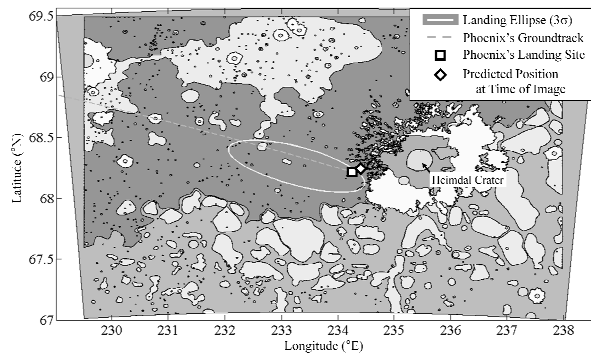 Landing Ellipse (3σ)
Phoenix's Groundtrack
Phoenix's Landing Site
Predicted Position
at Time of Image
69.5
69
68.5
68
67.5
67
Latitude (°N)
Heimdal Crater
230 231 232 233 234 235 236 237 238
Longitude (°E)